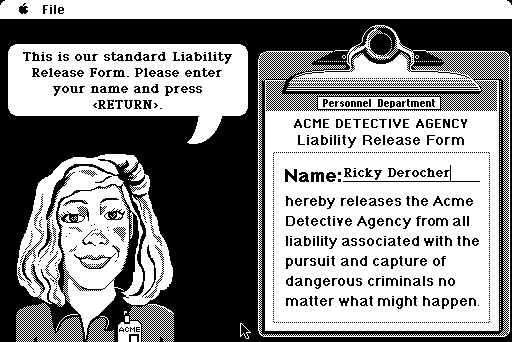 File
This is our standard Liability
Release Form. Please enter
your name and press
<RETURN>.
Personnel Department
ACME DETECTIVE AGENCY
Liability Release Form
Name: Ricky Derocher
hereby releases the Acme
Detective Agency from all
liability associated with the
pursuit and capture of
dangerous criminals no
matter what might happen.
ACME